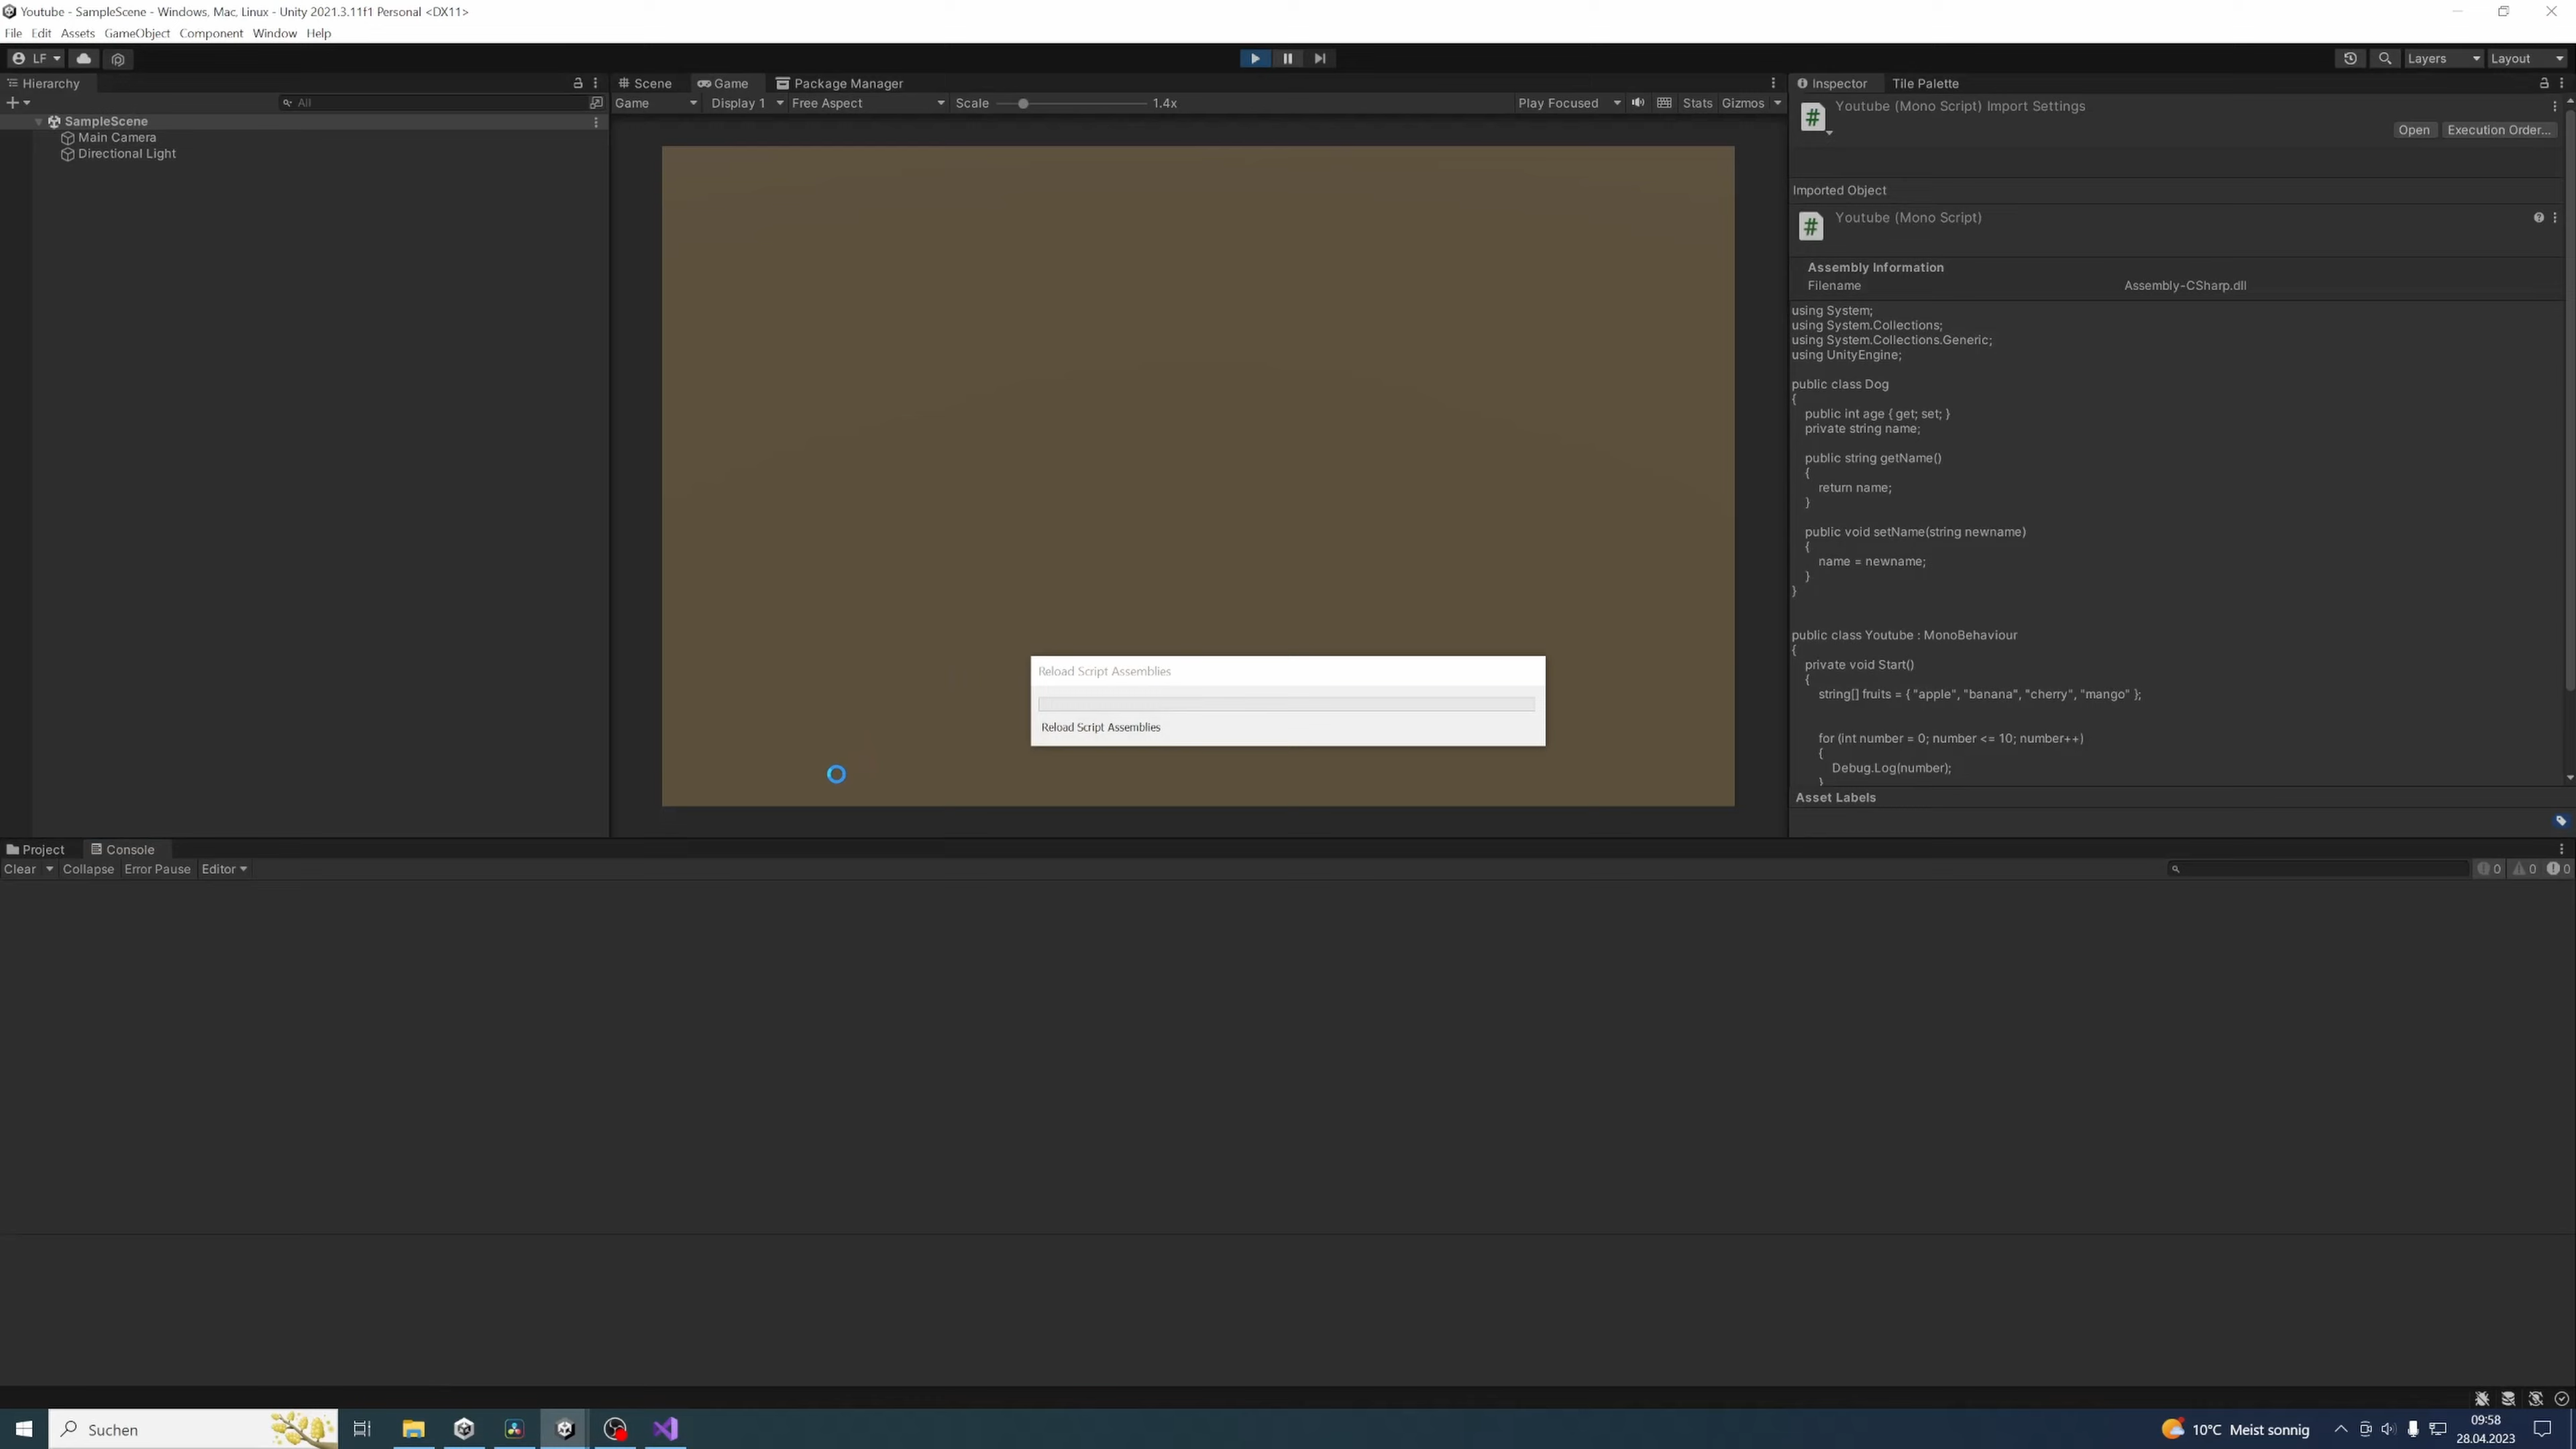 Youtube - SampleScene - Windows, Mac, Linux - Unity 2021.3.11f1 Personal <DX11>
File Edit Assets GameObject Component Window Help
LF
Layers Layout
Hierarchy
Scene Game Package Manager
Inspector Tile Palette
All
Game Display 1 Free Aspect Scale 1.4x Play Focused Stats Gizmos
SampleScene
Main Camera
Directional Light
Youtube (Mono Script) Import Settings
Open Execution Order...
Imported Object
Youtube (Mono Script)
Assembly Information
Filename Assembly-CSharp.dll
using System;
using System.Collections;
using System.Collections.Generic;
using UnityEngine;
public class Dog
{
public int age { get; set; }
private string name;
public string getName()
{
return name;
}
public void setName(string newname)
{
name = newname;
}
}
public class Youtube : MonoBehaviour
{
private void Start()
{
string[] fruits = { "apple", "banana", "cherry", "mango" };
for (int number = 0; number <= 10; number++)
{
Debug.Log(number);
}
Asset Labels
Reload Script Assemblies
Reload Script Assemblies
Project Console
Clear Collapse Error Pause Editor
0 0 0
Suchen
10°C Meist sonnig
09:58
28.04.2023